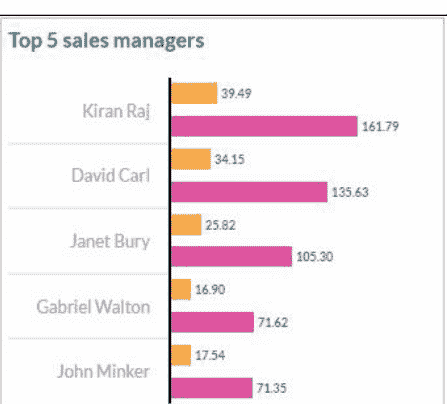 Top 5 sales managers
39.49
Kiran Raj
161.79
34.15
David Carl
135.63
25.82
Janet Bury
105.30
16.90
Gabriel Walton
71.62
17.54
John Minker
71.35